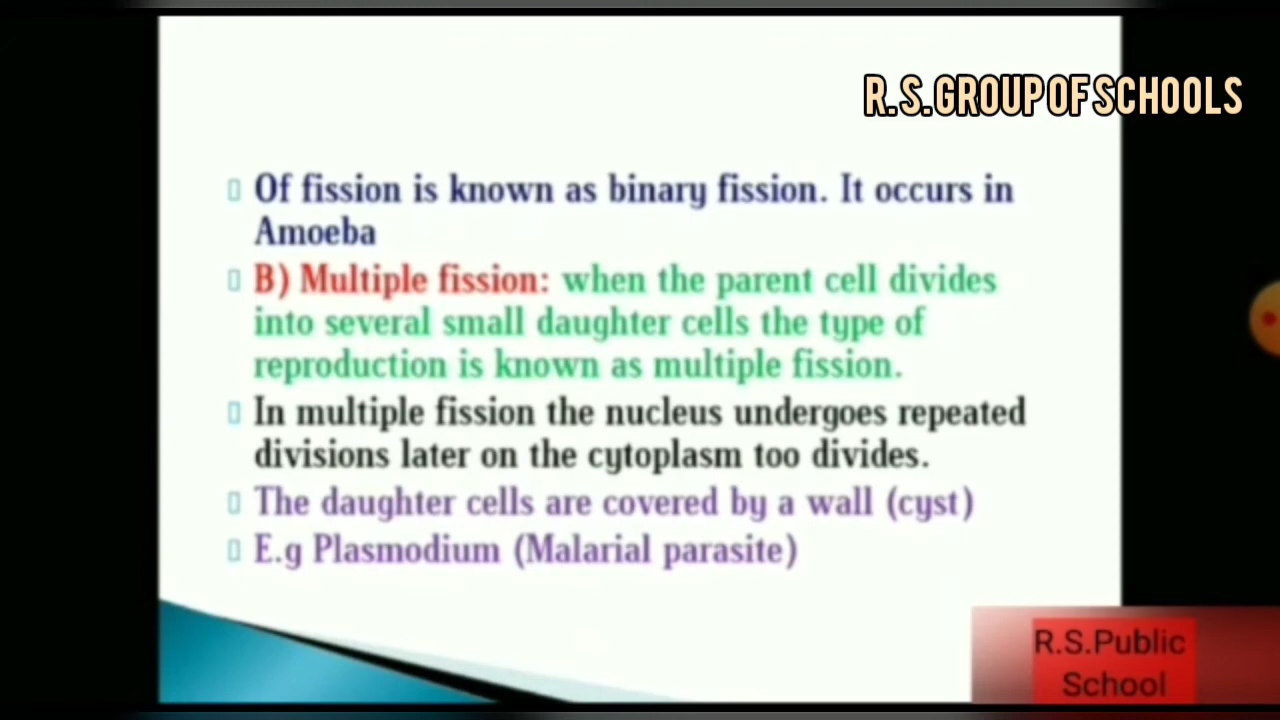 R.S.GROUP OF SCHOOLS
Of fission is known as binary fission. It occurs in
Amoeba
B) Multiple fission: when the parent cell divides
into several small daughter cells the type of
reproduction is known as multiple fission.
In multiple fission the nucleus undergoes repeated
divisions later on the cytoplasm too divides.
The daughter cells are covered by a wall (cyst)
E.g Plasmodium (Malarial parasite)
R.S.Public
School